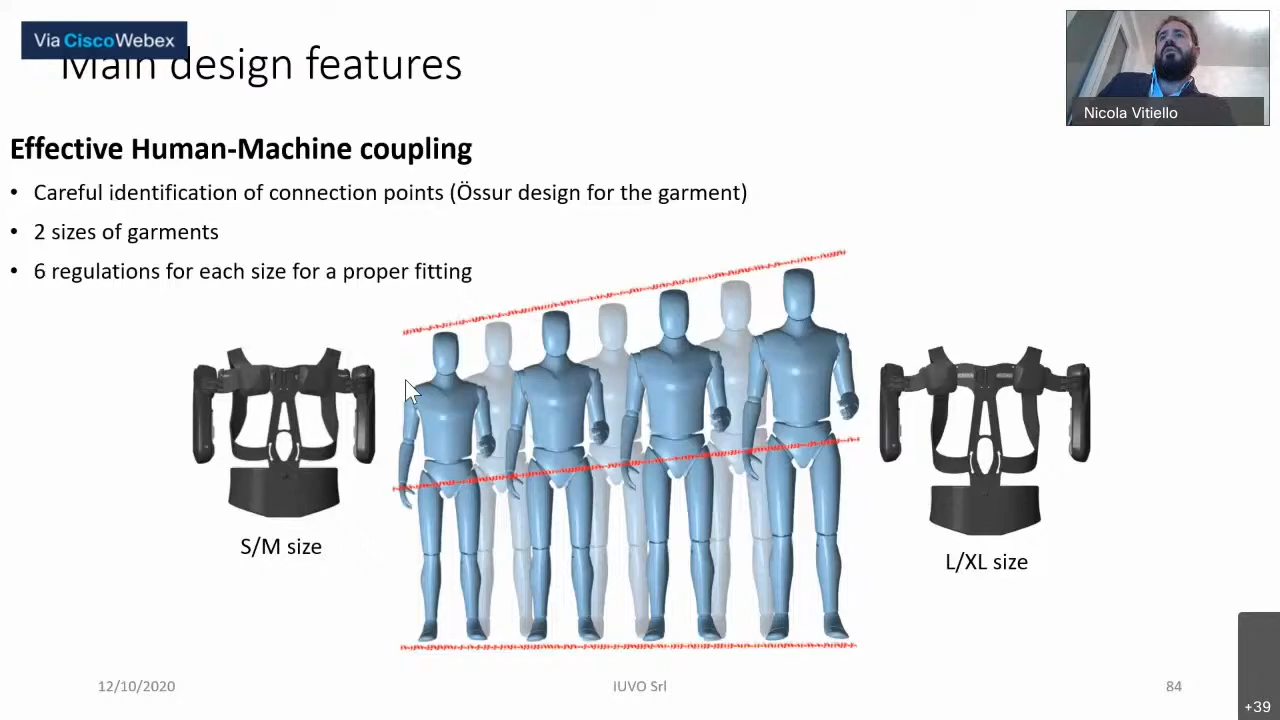 Via Cisco Webex
Main design features
Nicola Vitiello
Effective Human-Machine coupling
• Careful identification of connection points (Össur design for the garment)
• 2 sizes of garments
• 6 regulations for each size for a proper fitting
S/M size
L/XL size
12/10/2020
IUVO Srl
84
+39